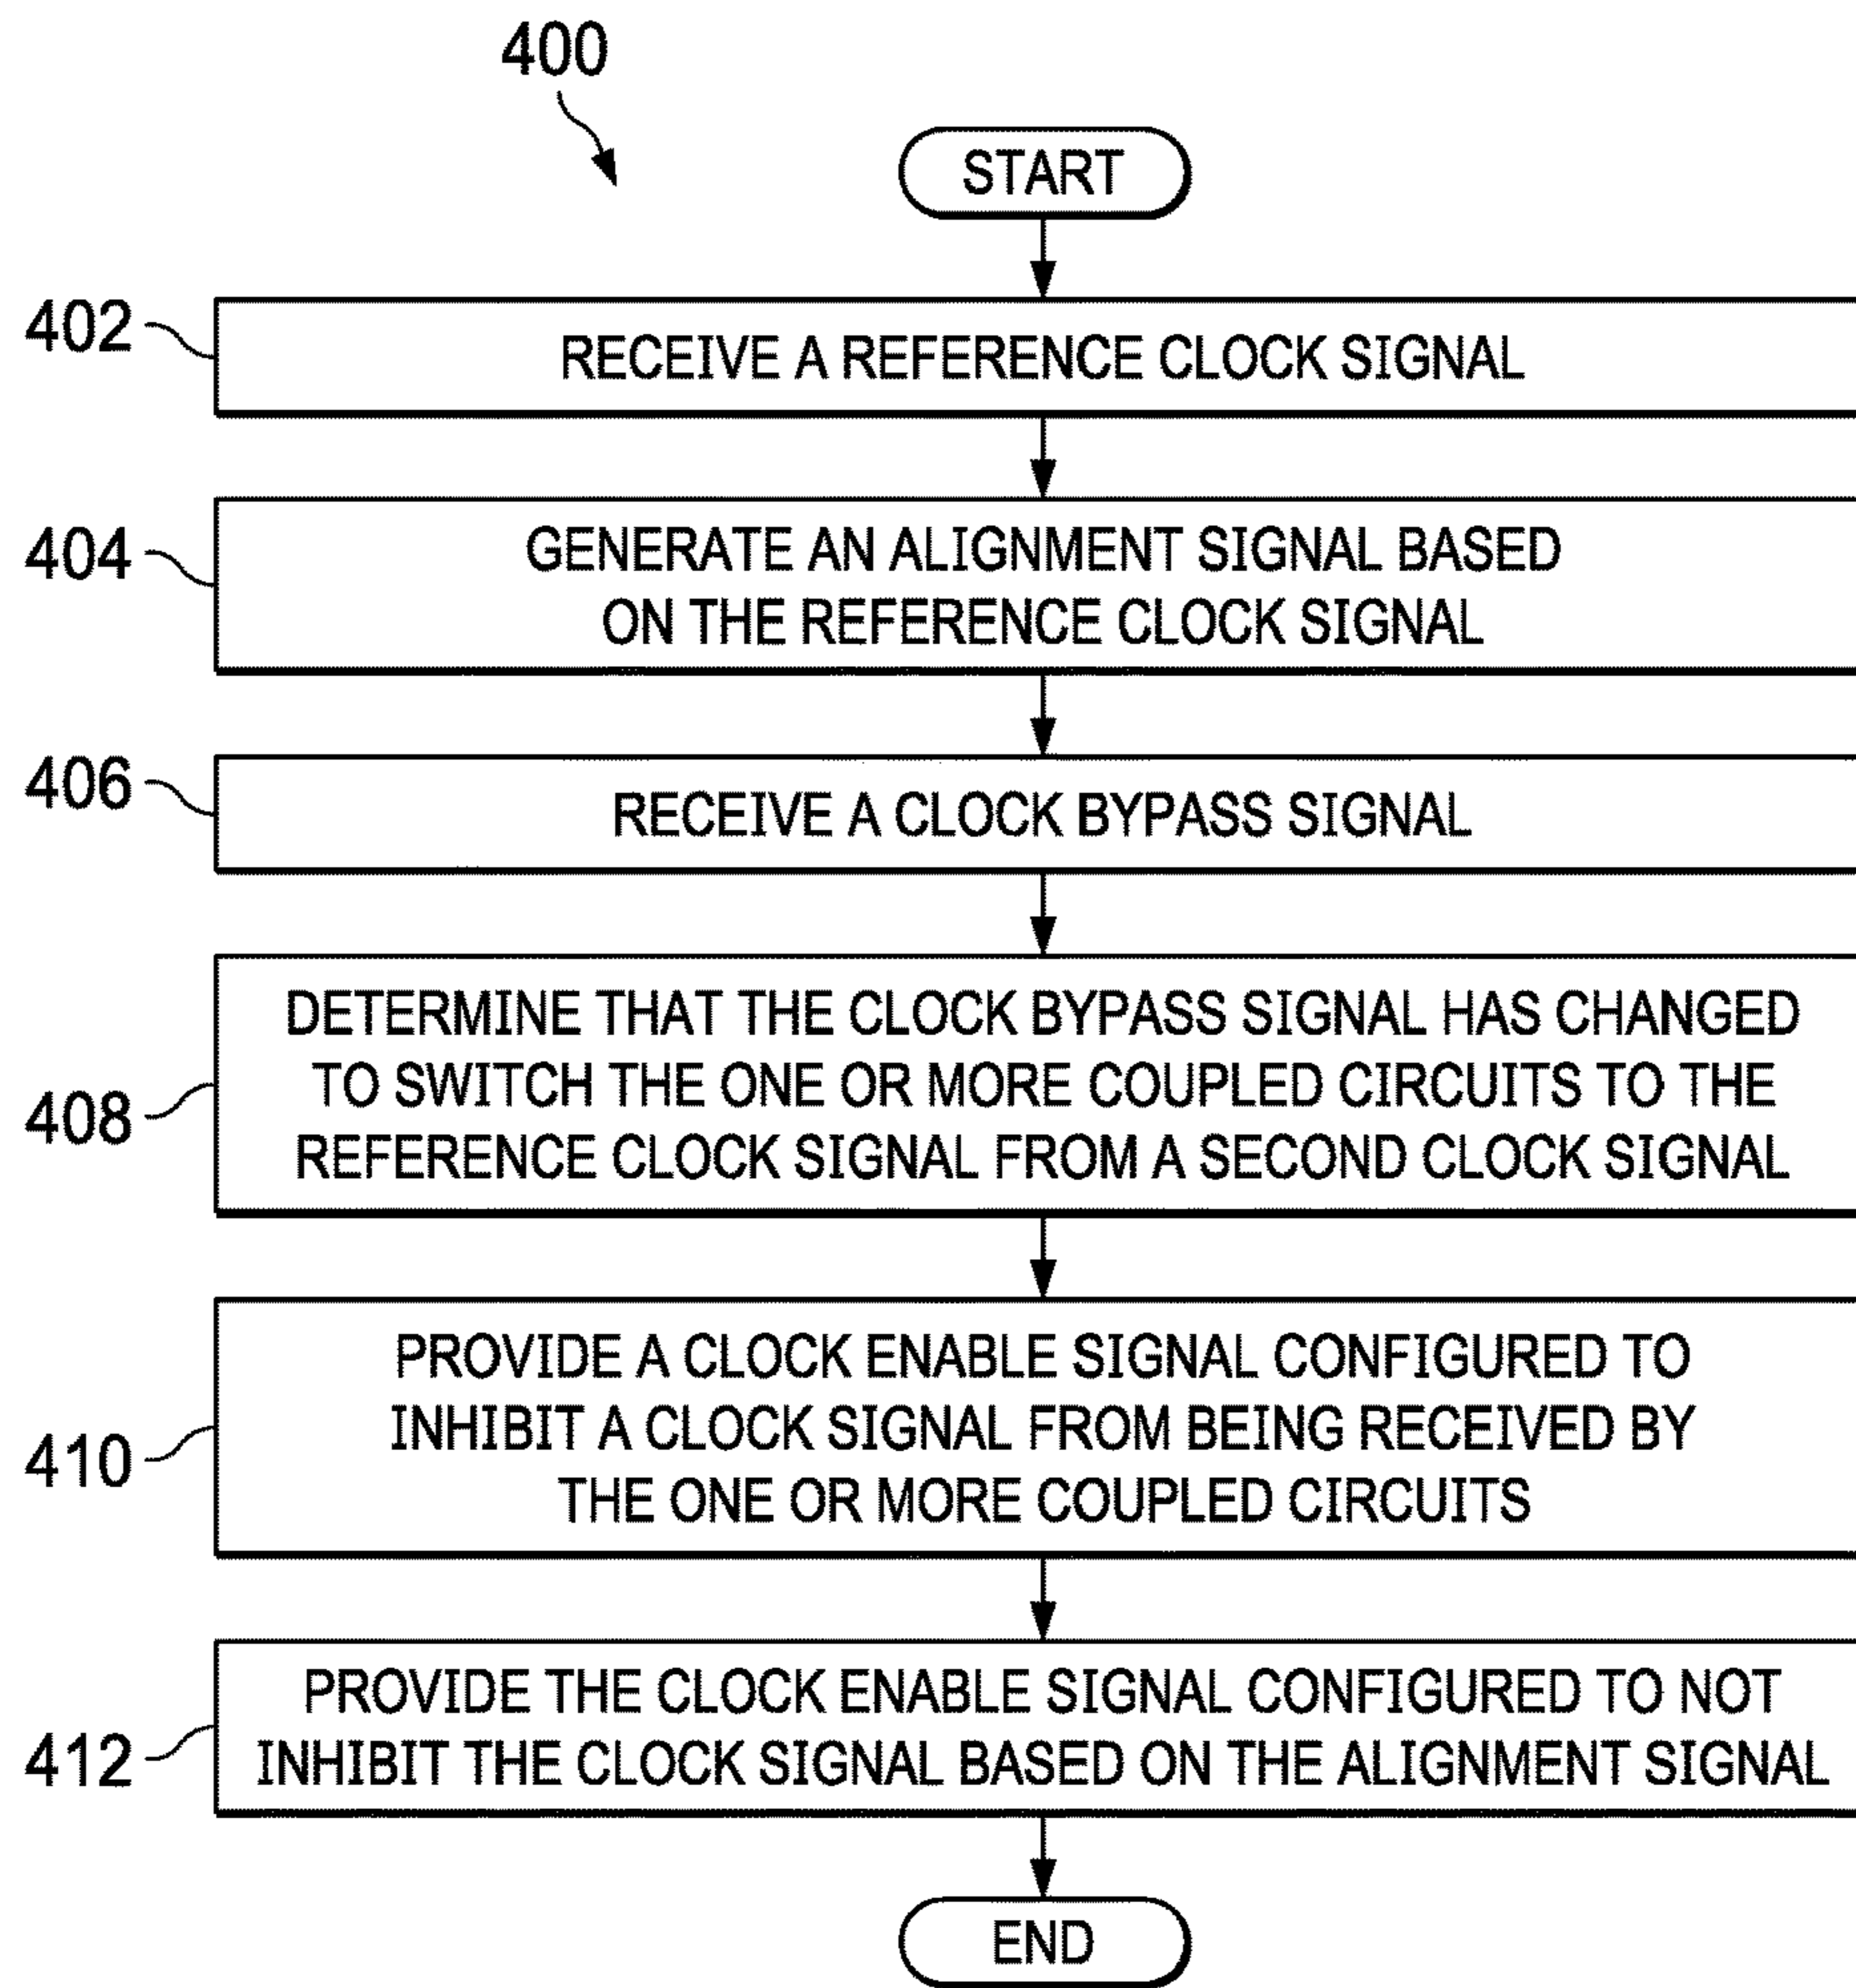 400
START
402
RECEIVE A REFERENCE CLOCK SIGNAL
404
GENERATE AN ALIGNMENT SIGNAL BASED
ON THE REFERENCE CLOCK SIGNAL
406
RECEIVE A CLOCK BYPASS SIGNAL
408
DETERMINE THAT THE CLOCK BYPASS SIGNAL HAS CHANGED
TO SWITCH THE ONE OR MORE COUPLED CIRCUITS TO THE
REFERENCE CLOCK SIGNAL FROM A SECOND CLOCK SIGNAL
410
PROVIDE A CLOCK ENABLE SIGNAL CONFIGURED TO
INHIBIT A CLOCK SIGNAL FROM BEING RECEIVED BY
THE ONE OR MORE COUPLED CIRCUITS
412
PROVIDE THE CLOCK ENABLE SIGNAL CONFIGURED TO NOT
INHIBIT THE CLOCK SIGNAL BASED ON THE ALIGNMENT SIGNAL
END